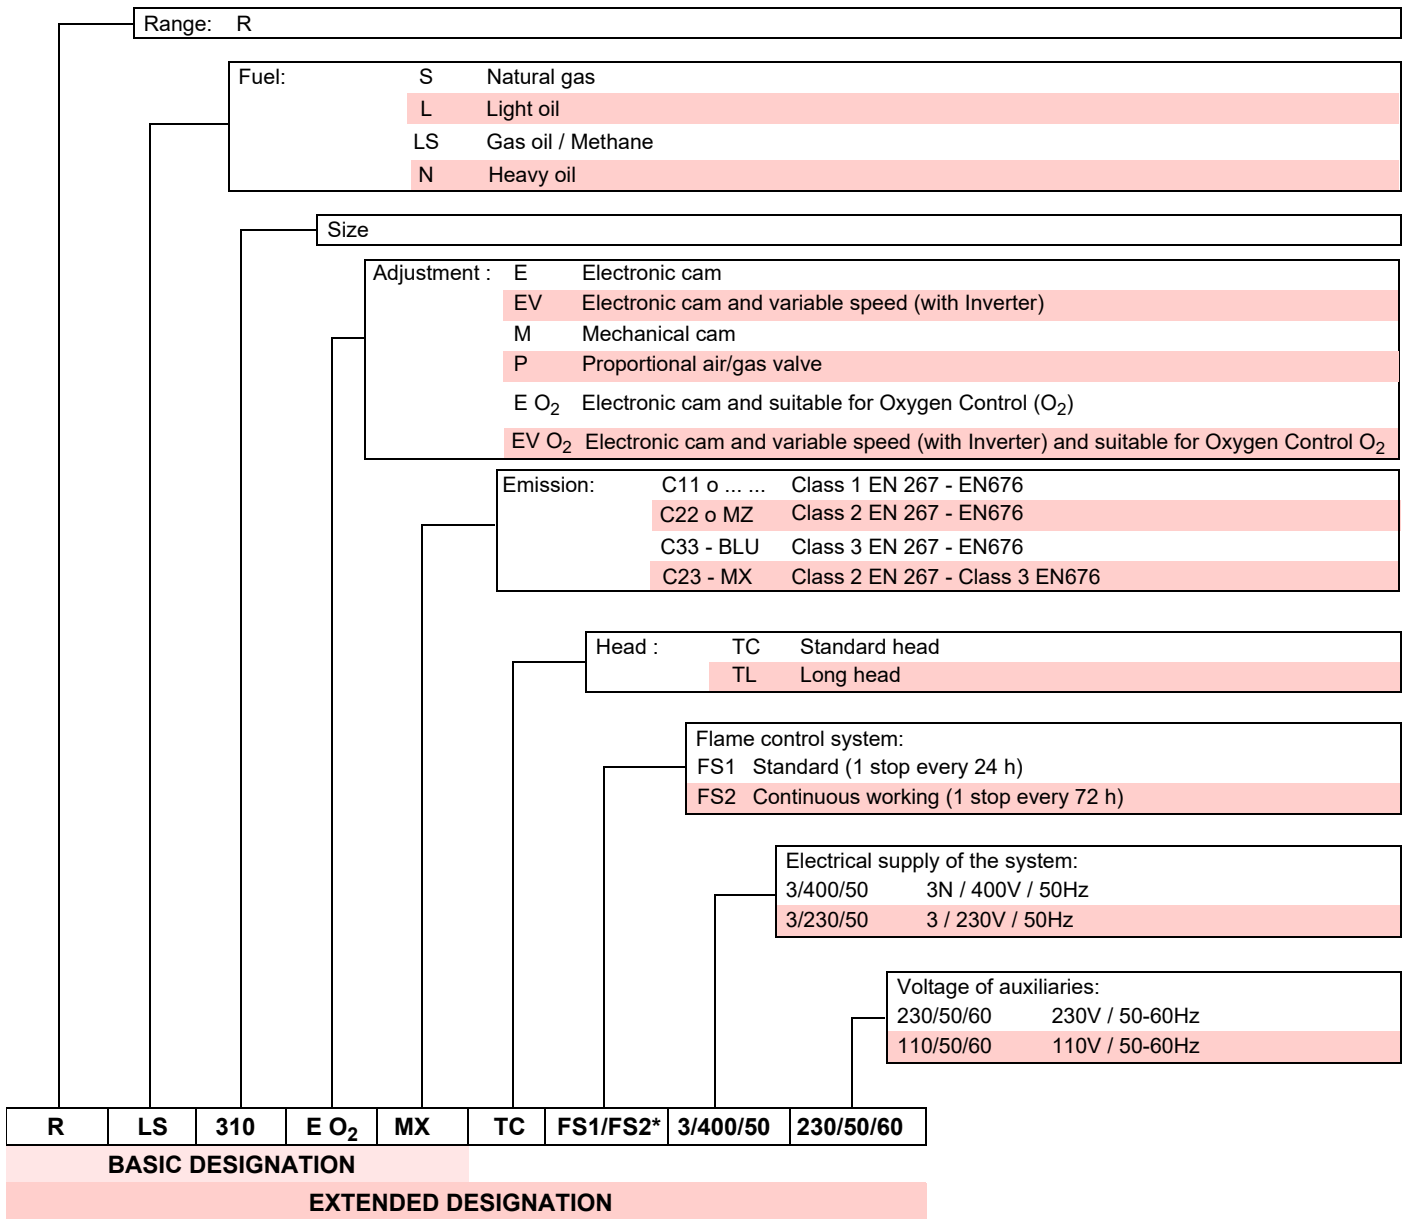 Range: R
Fuel: S Natural gas
L Light oil
LS Gas oil / Methane
N Heavy oil
Size
Adjustment : E Electronic cam
EV Electronic cam and variable speed (with Inverter)
M Mechanical cam
P Proportional air/gas valve
E O2 Electronic cam and suitable for Oxygen Control (O2)
EV O2 Electronic cam and variable speed (with Inverter) and suitable for Oxygen Control O2
Emission: C11 o ... ... Class 1 EN 267 - EN676
C22 o MZ Class 2 EN 267 - EN676
C33 - BLU Class 3 EN 267 - EN676
C23 - MX Class 2 EN 267 - Class 3 EN676
Head : TC Standard head
TL Long head
Flame control system:
FS1 Standard (1 stop every 24 h)
FS2 Continuous working (1 stop every 72 h)
Electrical supply of the system:
3/400/50 3N / 400V / 50Hz
3/230/50 3 / 230V / 50Hz
Voltage of auxiliaries:
230/50/60 230V / 50-60Hz
110/50/60 110V / 50-60Hz
R LS 310 E O2 MX TC FS1/FS2* 3/400/50 230/50/60
BASIC DESIGNATION
EXTENDED DESIGNATION